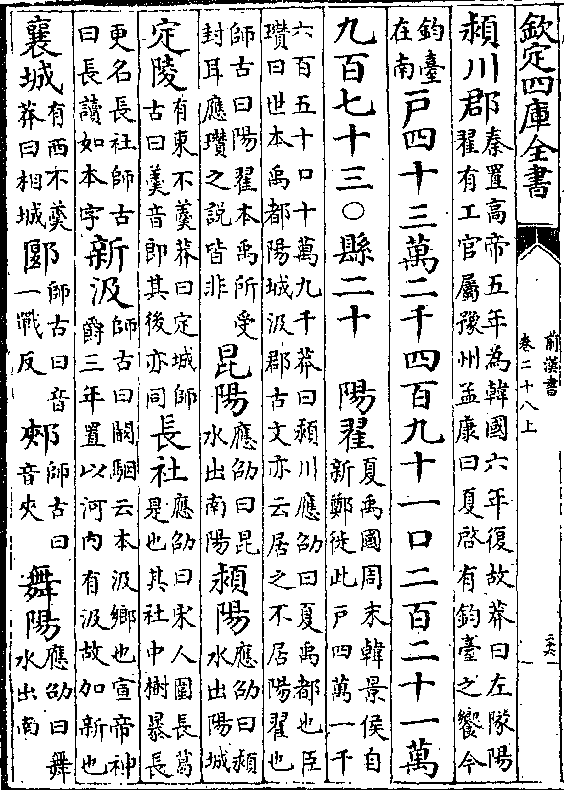 欽定四庫全書
前漢書
卷二十八上
潁川郡秦置高帝五年為韓國六年復故莽曰左隊陽
翟有工官屬豫州孟康曰夏啓有鈞臺之饗今
鈞臺
在南戸四十三萬二千四百九十一口二百二十一萬
九百七十三○縣二十 陽翟夏禹國周末韓景侯自
新鄭徙此戸四萬一千
六百五十口十萬九千莽曰潁川應劭曰夏禹都也臣
瓚曰世本禹都陽城汲郡古文亦云居之不居陽翟也
師古曰陽翟本禹所受
封耳應瓚之說皆非 昆陽應劭曰昆
水出南陽 潁陽應劭曰潁
水出陽城
定陵有東不羹莽曰定城師
古曰羹音即其後亦同 長社應劭曰宋人圍長葛
是也其社中樹暴長
更名長社師古
曰長讀如本字 新汲師古曰闞駰云本汲鄉也宣帝神
爵三年置以河内有汲故加新也
襄城有西不羹
莽曰相城 郾師古曰音
一戰反 郟師古曰
音夾 舞陽應劭曰舞
水出南